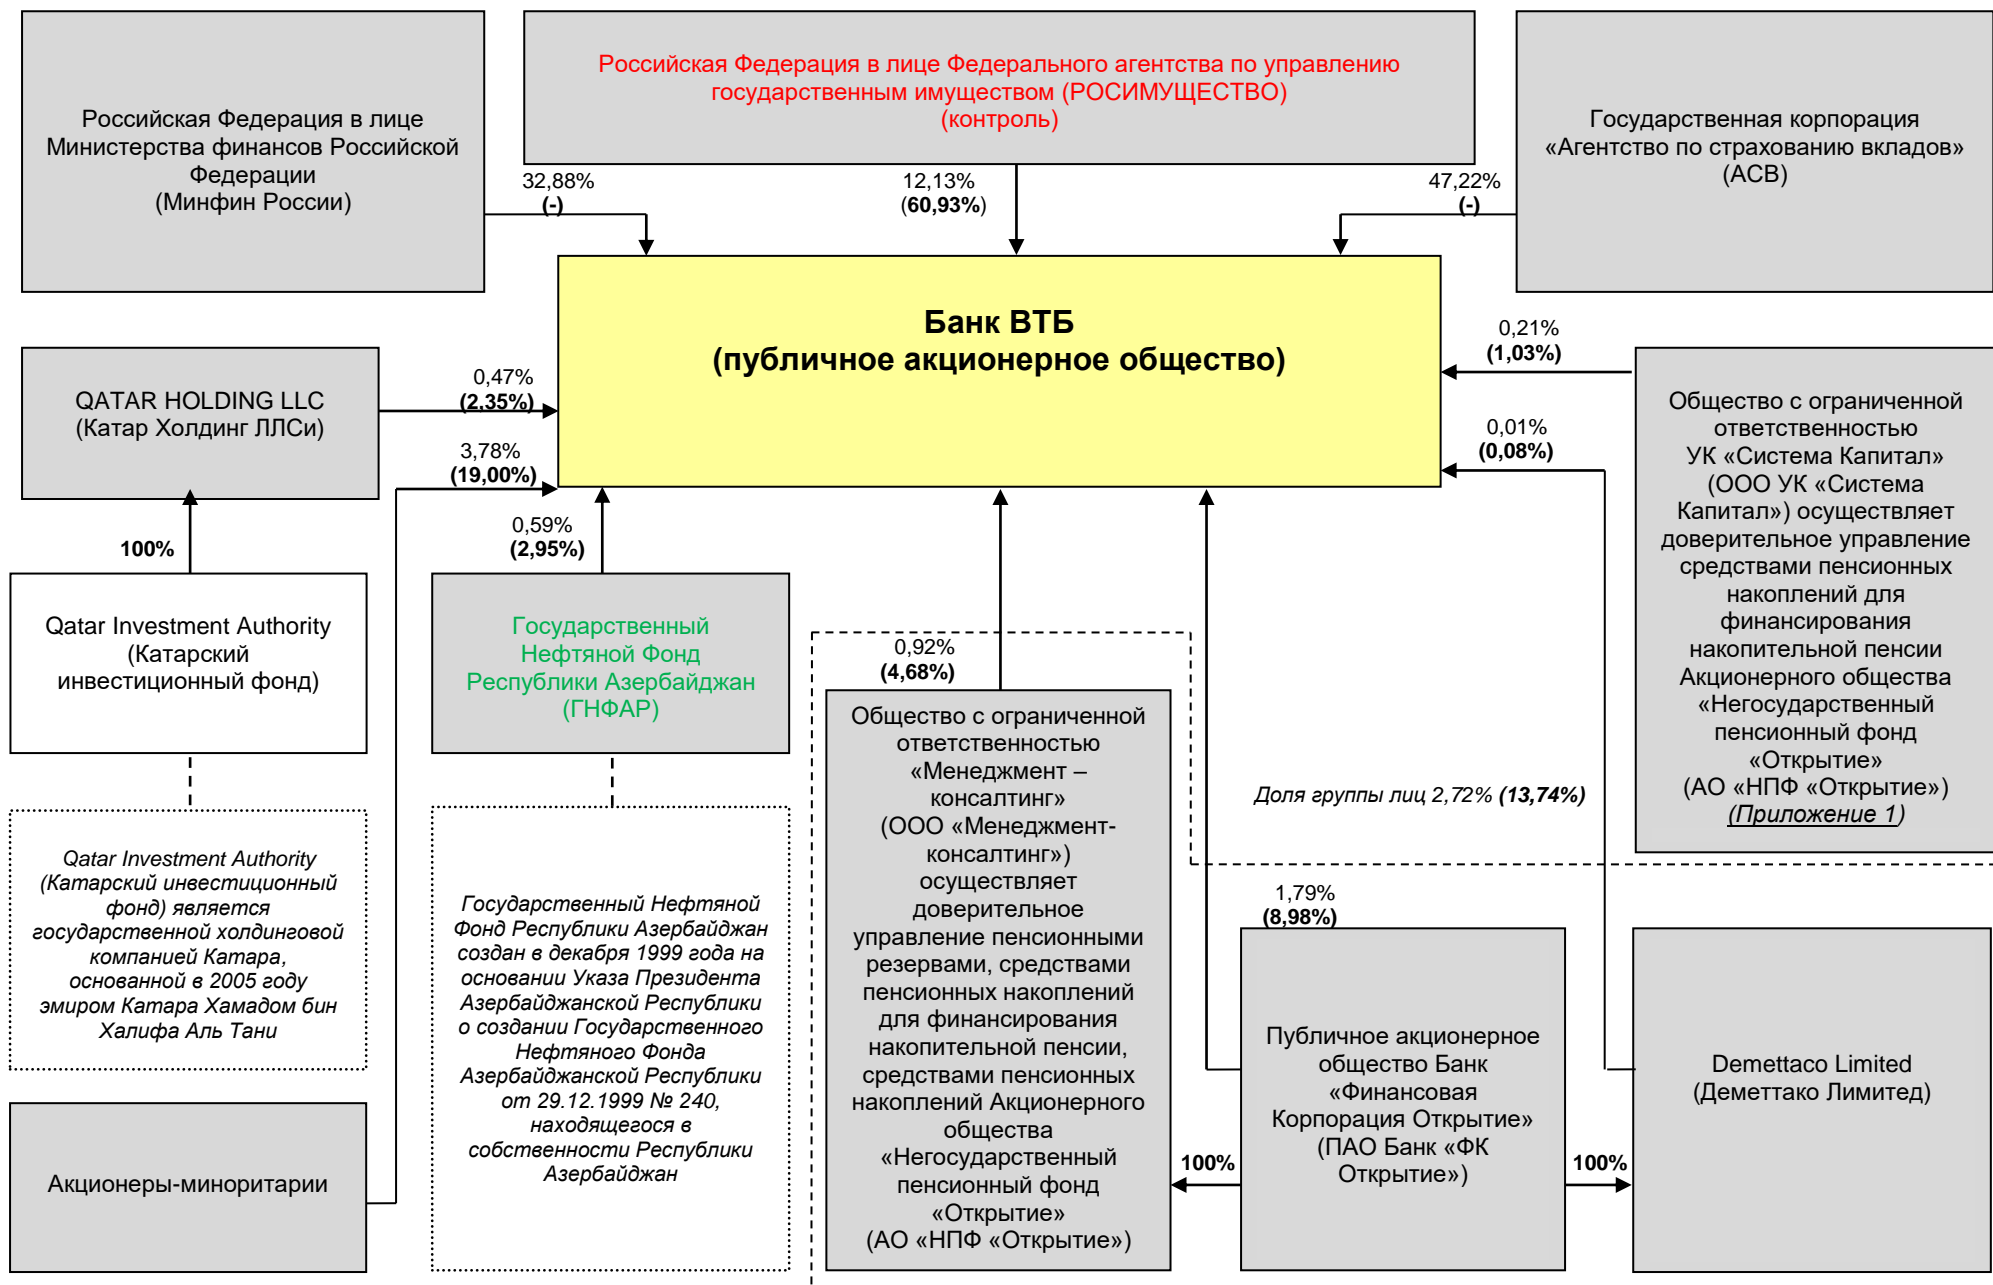 Российская Федерация в лице
Министерства финансов Российской
Федерации
(Минфин России)
Российская Федерация в лице Федерального агентства по управлению
государственным имуществом (РОСИМУЩЕСТВО)
(контроль)
Государственная корпорация
«Агентство по страхованию вкладов»
(АСВ)
32,88%
(-)
12,13%
(60,93%)
47,22%
(-)
Банк ВТБ
(публичное акционерное общество)
QATAR HOLDING LLC
(Катар Холдинг ЛЛСи)
0,47%
(2,35%)
3,78%
(19,00%)
0,21%
(1,03%)
0,01%
(0,08%)
100%
0,59%
(2,95%)
Qatar Investment Authority
(Катарский
инвестиционный фонд)
Государственный
Нефтяной Фонд
Республики Азербайджан
(ГНФАР)
0,92%
(4,68%)
Общество с ограниченной
ответственностью
УК «Система Капитал»
(ООО УК «Система
Капитал») осуществляет
доверительное управление
средствами пенсионных
накоплений для
финансирования
накопительной пенсии
Акционерного общества
«Негосударственный
пенсионный фонд
«Открытие»
(АО «НПФ «Открытие»)
(Приложение 1)
Общество с ограниченной
ответственностью
«Менеджмент –
консалтинг»
(ООО «Менеджмент-
консалтинг»)
осуществляет
доверительное
управление пенсионными
резервами, средствами
пенсионных накоплений
для финансирования
накопительной пенсии,
средствами пенсионных
накоплений Акционерного
общества
«Негосударственный
пенсионный фонд
«Открытие»
(АО «НПФ «Открытие»)
Доля группы лиц 2,72% (13,74%)
Qatar Investment Authority
(Катарский инвестиционный
фонд) является
государственной холдинговой
компанией Катара,
основанной в 2005 году
эмиром Катара Хамадом бин
Халифа Аль Тани
Государственный Нефтяной
Фонд Республики Азербайджан
создан в декабря 1999 года на
основании Указа Президента
Азербайджанской Республики
о создании Государственного
Нефтяного Фонда
Азербайджанской Республики
от 29.12.1999 № 240,
находящегося в
собственности Республики
Азербайджан
1,79%
(8,98%)
Публичное акционерное
общество Банк
«Финансовая
Корпорация Открытие»
(ПАО Банк «ФК
Открытие»)
Demettaco Limited
(Деметтако Лимитед)
100%
100%
Акционеры-миноритарии